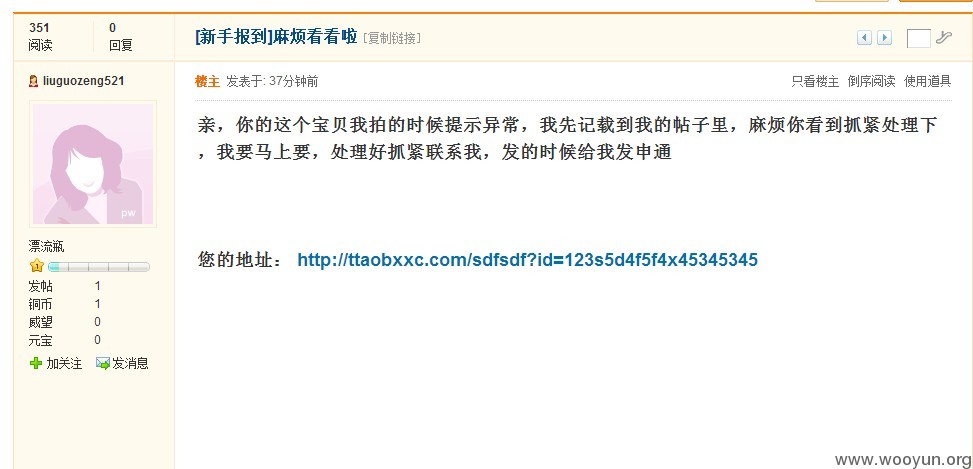 351
0
阅读
回复
[新手报到]麻烦看看啦 [复制链接]
liuguozeng521
楼主 发表于: 37分钟前
只看楼主 倒序阅读 使用道具
亲，你的这个宝贝我拍的时候提示异常，我先记载到我的帖子里，麻烦你看到抓紧处理下
，我要马上要，处理好抓紧联系我，发的时候给我发申通
pw
漂流瓶
您的地址： http://ttaobxxc.com/sdfsdf?id=123s5d4f5f4x45345345
1
发帖 1
铜币 1
威望 0
元宝 0
加关注 发消息
www.wooyun.org